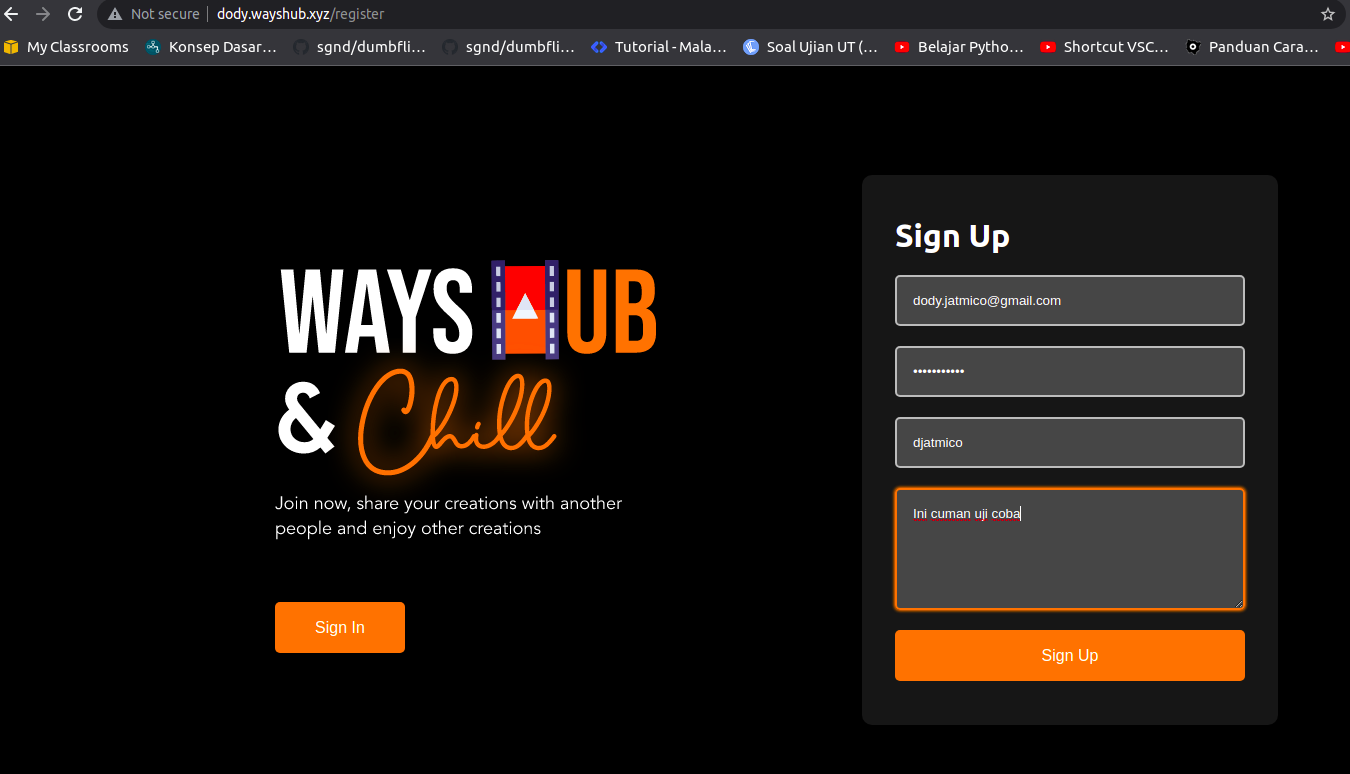 Not secure dody.wayshub.xyz/register
My Classrooms Konsep Dasar… sgnd/dumbfli… sgnd/dumbfli… Tutorial - Mala… Soal Ujian UT (… Belajar Pytho… Shortcut VSC… Panduan Cara…
WAYS HUB
& Chill
Join now, share your creations with another
people and enjoy other creations
Sign In
Sign Up
dody.jatmico@gmail.com
•••••••••••
djatmico
Ini cuman uji coba
Sign Up